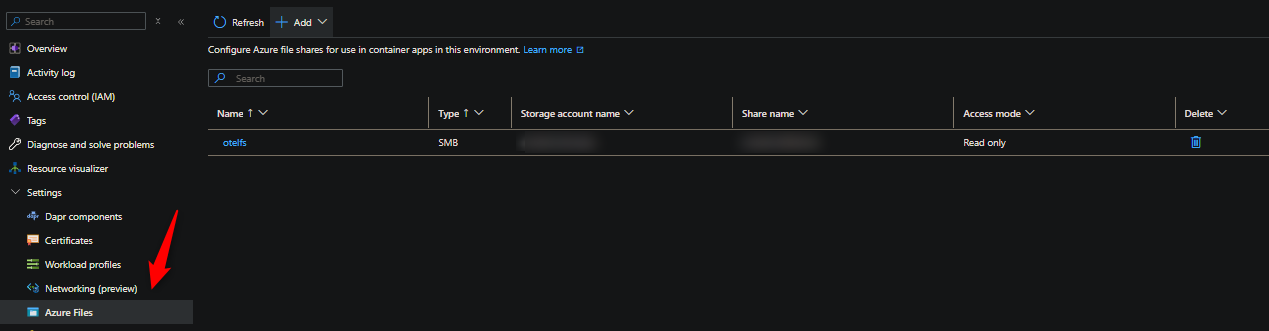 Search
Overview
Activity log
Access control (IAM)
Tags
Diagnose and solve problems
Resource visualizer
Settings
Dapr components
Certificates
Workload profiles
Networking (preview)
Azure Files
Refresh Add
Configure Azure file shares for use in container apps in this environment. Learn more
Search
Name ↑ Type ↑ Storage account name Share name Access mode Delete
otelfs SMB Read only